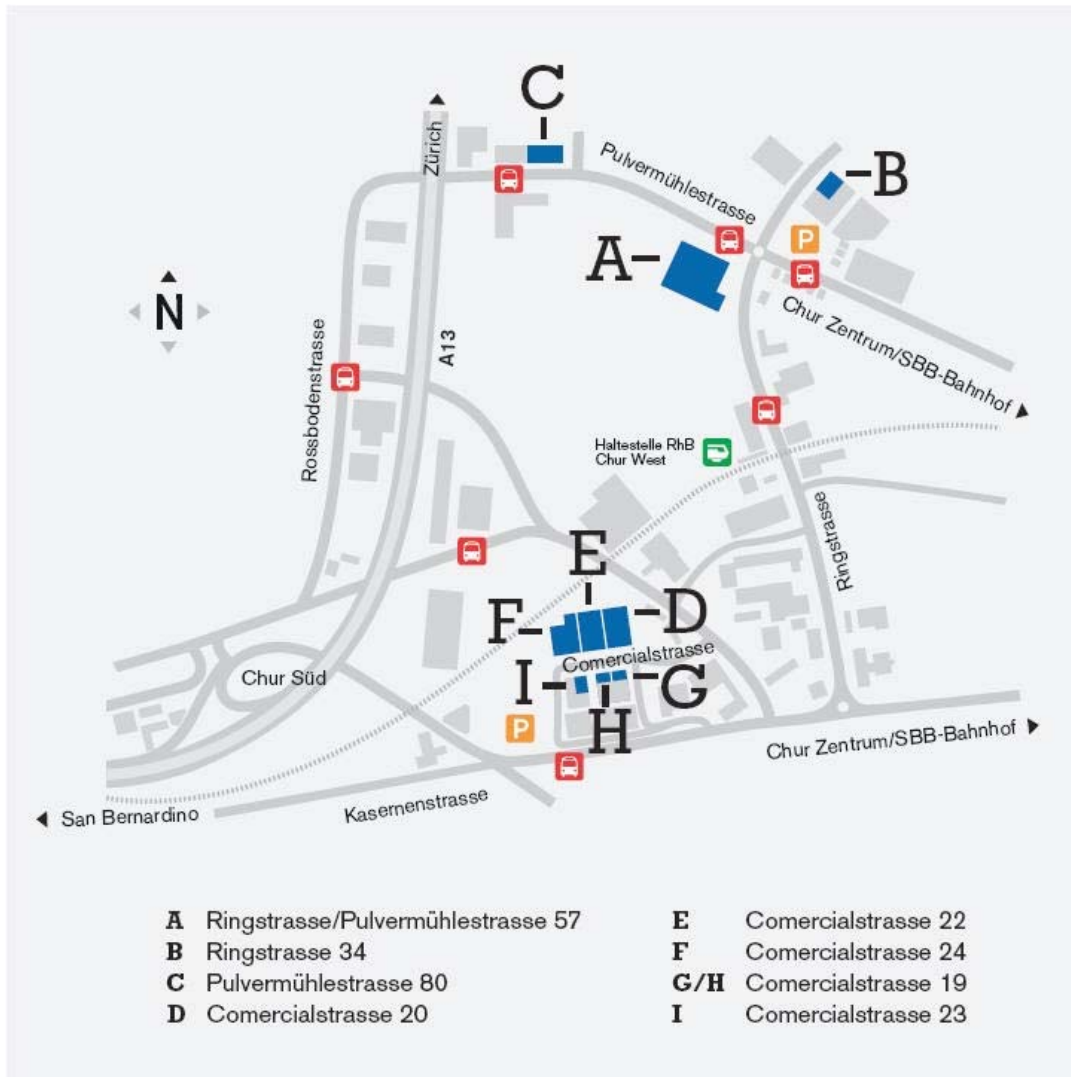 C
Zürich
Pulvermühlestrasse
B
A
P
N
Chur Zentrum/SBB-Bahnhof
A13
Rossbodenstrasse
Haltestelle RhB
Chur West
Ringstrasse
E
F
D
Comercialstrasse
I
G
H
Chur Süd
P
Chur Zentrum/SBB-Bahnhof
San Bernardino
Kasernenstrasse
A Ringstrasse/Pulvermühlestrasse 57
B Ringstrasse 34
C Pulvermühlestrasse 80
D Comercialstrasse 20
E Comercialstrasse 22
F Comercialstrasse 24
G/H Comercialstrasse 19
I Comercialstrasse 23